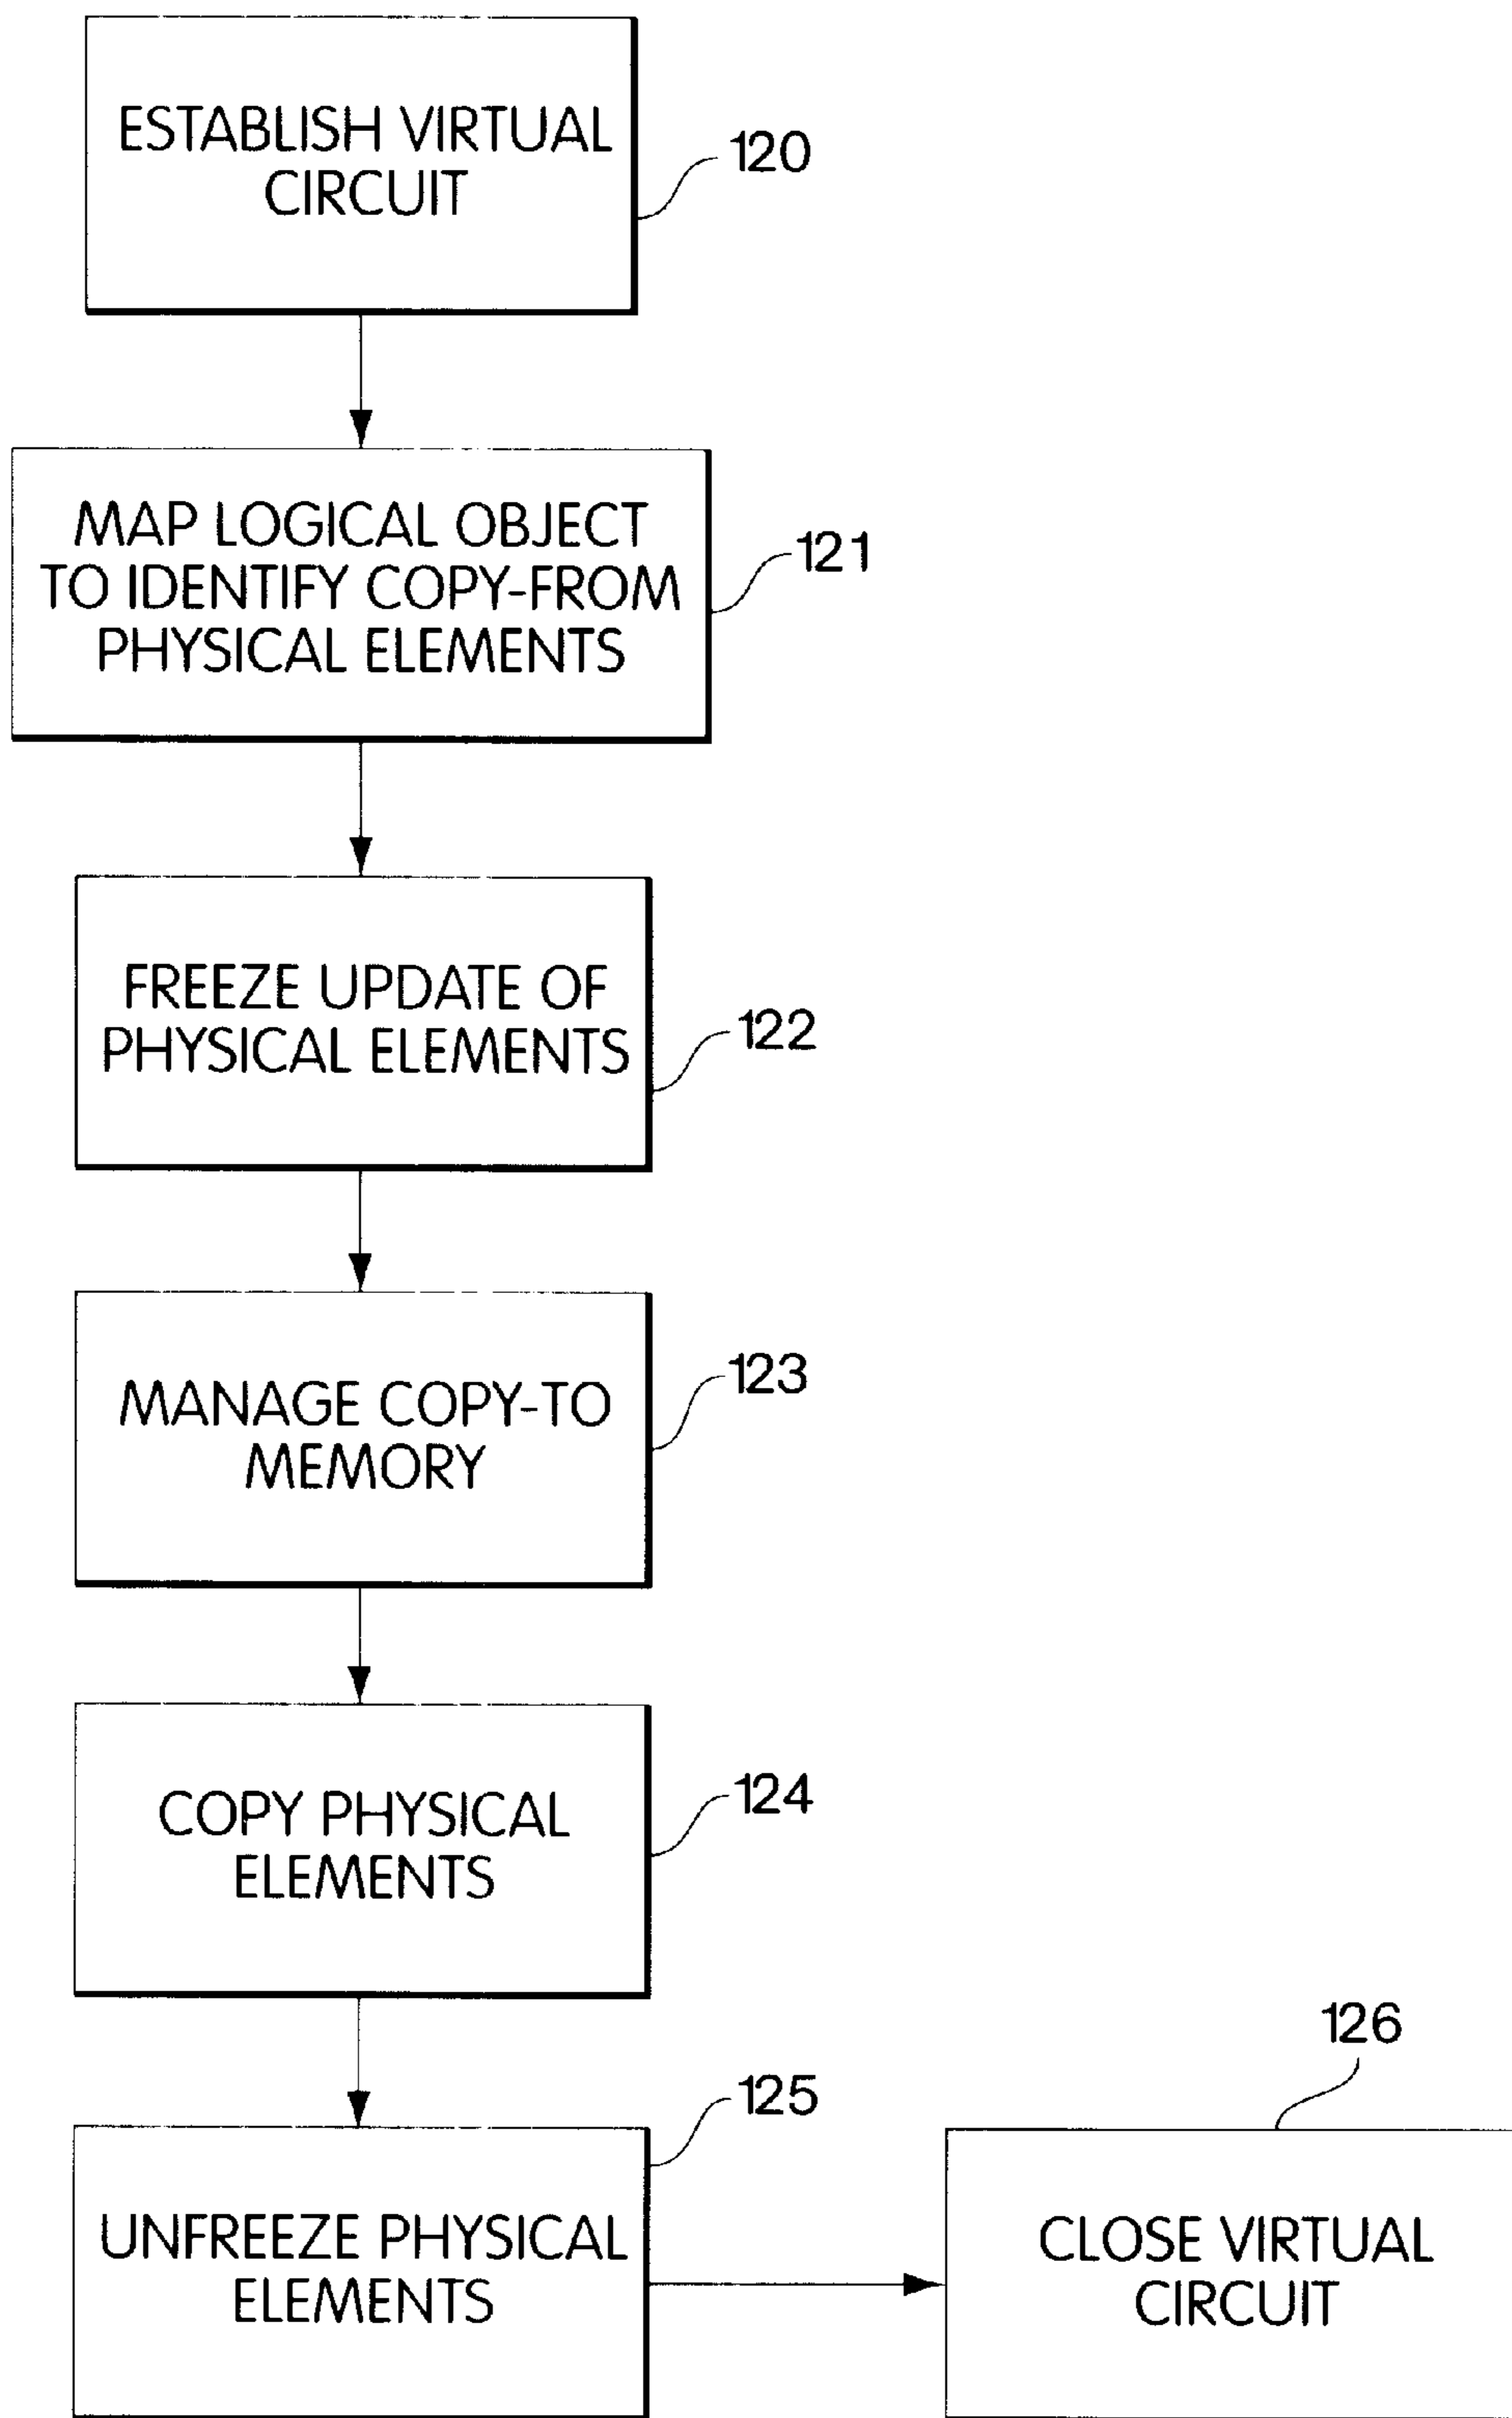 ESTABLISH VIRTUAL
CIRCUIT
120
MAP LOGICAL OBJECT
TO IDENTIFY COPY-FROM
PHYSICAL ELEMENTS
121
FREEZE UPDATE OF
PHYSICAL ELEMENTS
122
MANAGE COPY-TO
MEMORY
123
COPY PHYSICAL
ELEMENTS
124
UNFREEZE PHYSICAL
ELEMENTS
125
126
CLOSE VIRTUAL
CIRCUIT